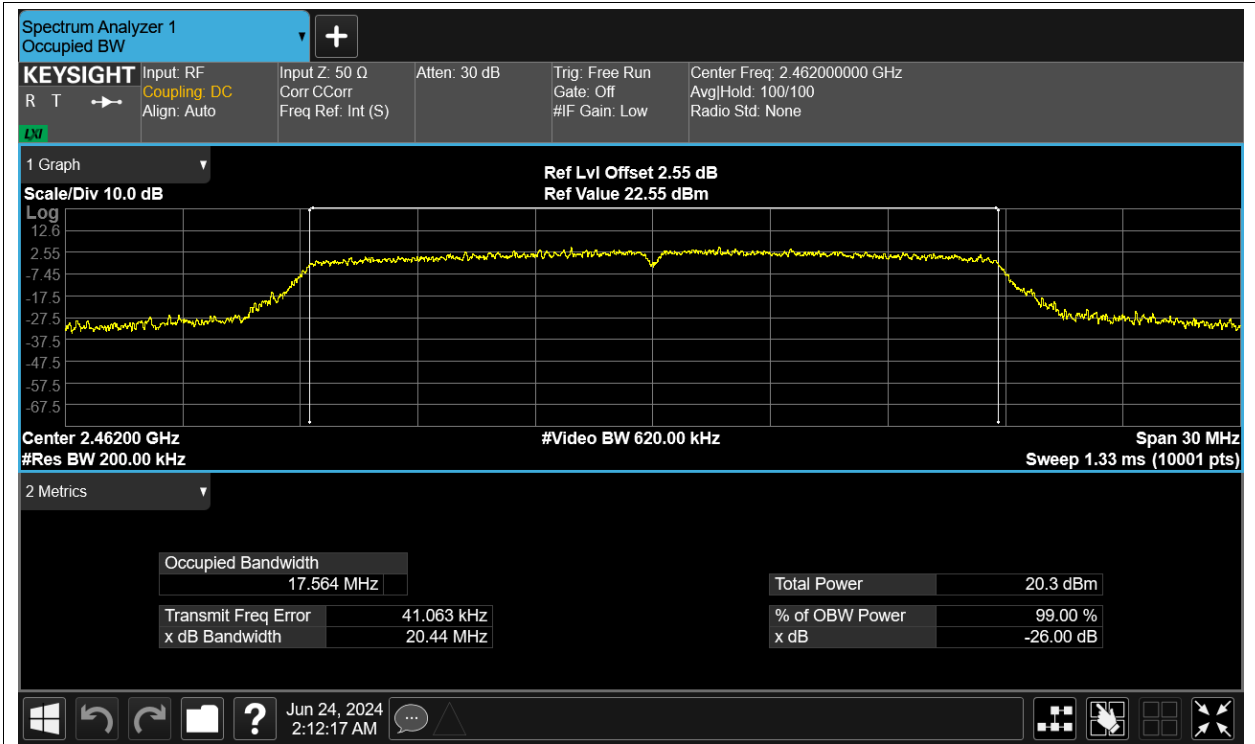 Spectrum Analyzer 1
Occupied BW
▼
+
KEYSIGHT Input: RF Input Z: 50 Ω Atten: 30 dB Trig: Free Run Center Freq: 2.462000000 GHz
R T Coupling: DC Corr CCorr Gate: Off Avg|Hold: 100/100
Align: Auto Freq Ref: Int (S) #IF Gain: Low Radio Std: None
LXI
1 Graph ▼
Ref Lvl Offset 2.55 dB
Scale/Div 10.0 dB Ref Value 22.55 dBm
Log
12.6
2.55
-7.45
-17.5
-27.5
-37.5
-47.5
-57.5
-67.5
Center 2.46200 GHz #Video BW 620.00 kHz Span 30 MHz
#Res BW 200.00 kHz Sweep 1.33 ms (10001 pts)
2 Metrics ▼
Occupied Bandwidth
17.564 MHz Total Power 20.3 dBm
Transmit Freq Error 41.063 kHz % of OBW Power 99.00 %
x dB Bandwidth 20.44 MHz x dB -26.00 dB
? Jun 24, 2024
2:12:17 AM